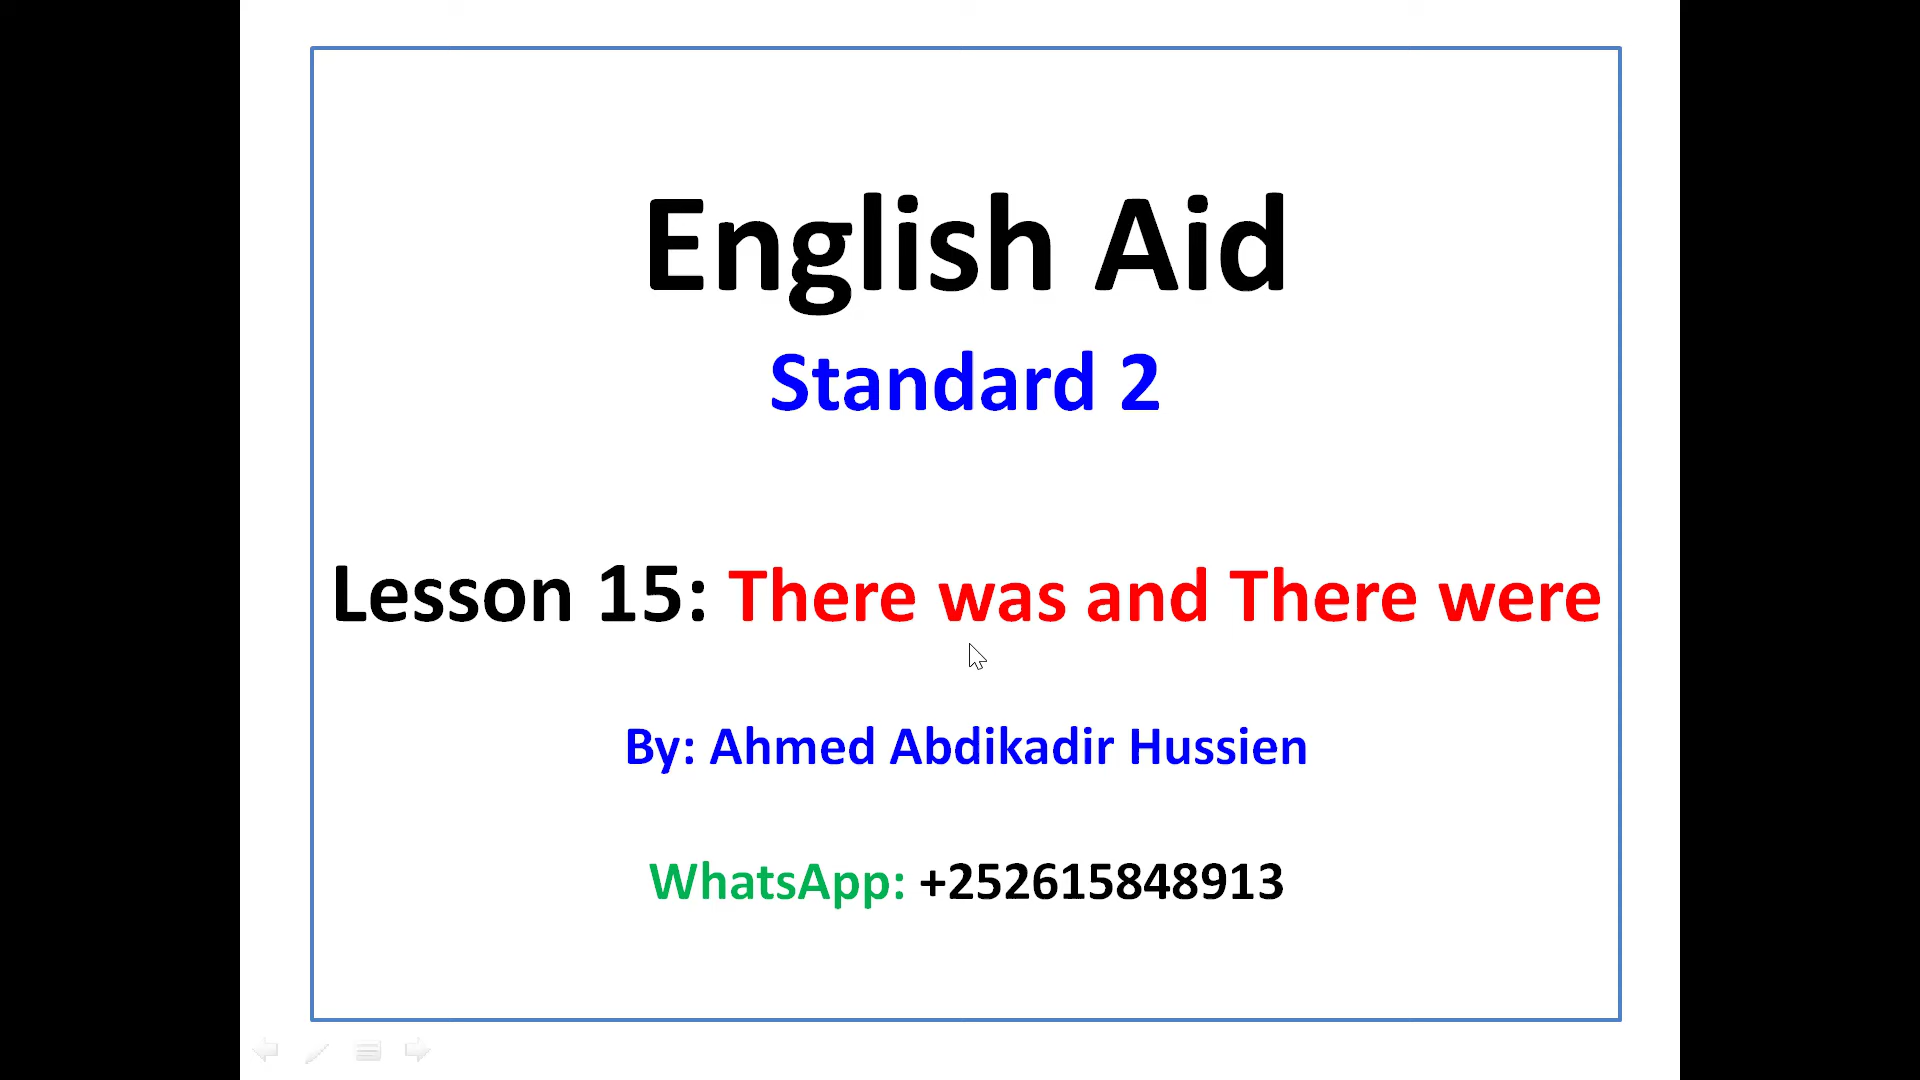 English Aid
Standard 2
Lesson 15: There was and There were
By: Ahmed Abdikadir Hussien
WhatsApp: +252615848913